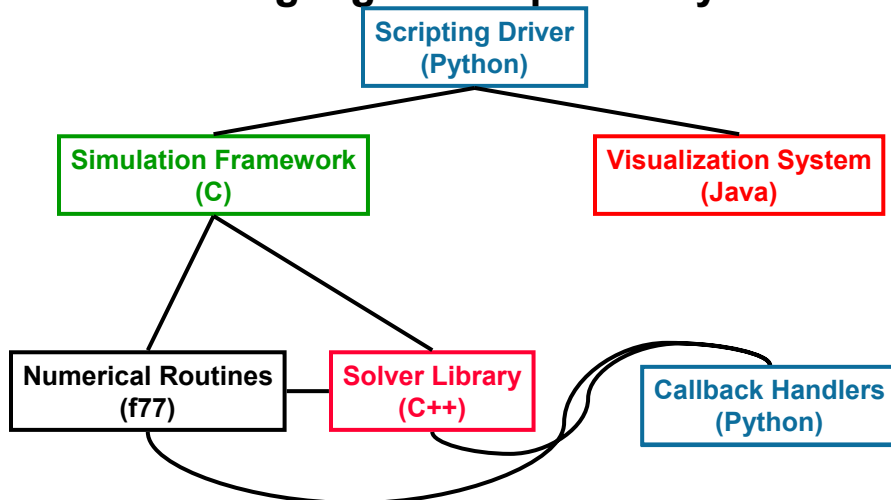 Scripting Driver
(Python)
Simulation Framework
(C)
Visualization System
(Java)
Numerical Routines
(f77)
Solver Library
(C++)
Callback Handlers
(Python)